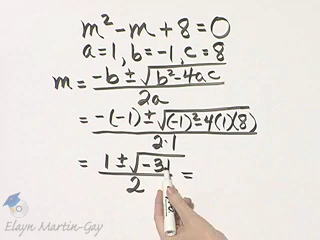 m² - m + 8 = 0
a = 1, b = -1, c = 8
m = (-b ± √(b² - 4ac)) / 2a
= (-(-1) ± √((-1)² - 4(1)(8))) / 2·1
= (1 ± √(-31)) / 2 =
Elayn Martin-Gay